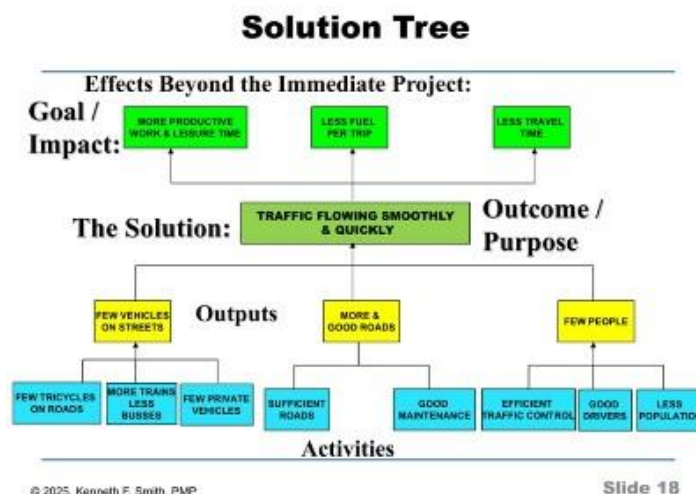 Solution Tree
Effects Beyond the Immediate Project:
Goal /
Impact:
MORE PRODUCTIVE
WORK & LEISURE TIME
LESS FUEL
PER TRIP
LESS TRAVEL
TIME
The Solution:
TRAFFIC FLOWING SMOOTHLY
& QUICKLY
Outcome /
Purpose
FEW VEHICLES
ON STREETS
Outputs
MORE &
GOOD ROADS
FEW PEOPLE
FEW TRICYCLES
ON ROADS
MORE TRAINS
LESS
BUSSES
FEW PRIVATE
VEHICLES
SUFFICIENT
ROADS
GOOD
MAINTENANCE
EFFICIENT
TRAFFIC CONTROL
GOOD
DRIVERS
LESS
POPULATION
Activities
© 2025, Kenneth F. Smith, PMP
Slide 18